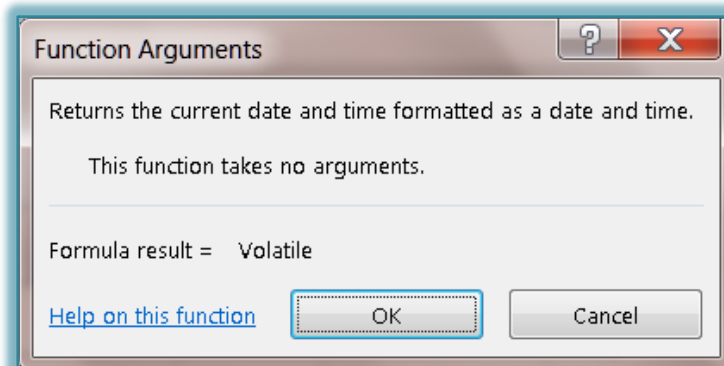 Function Arguments
Returns the current date and time formatted as a date and time.
This function takes no arguments.
Formula result = Volatile
Help on this function OK Cancel